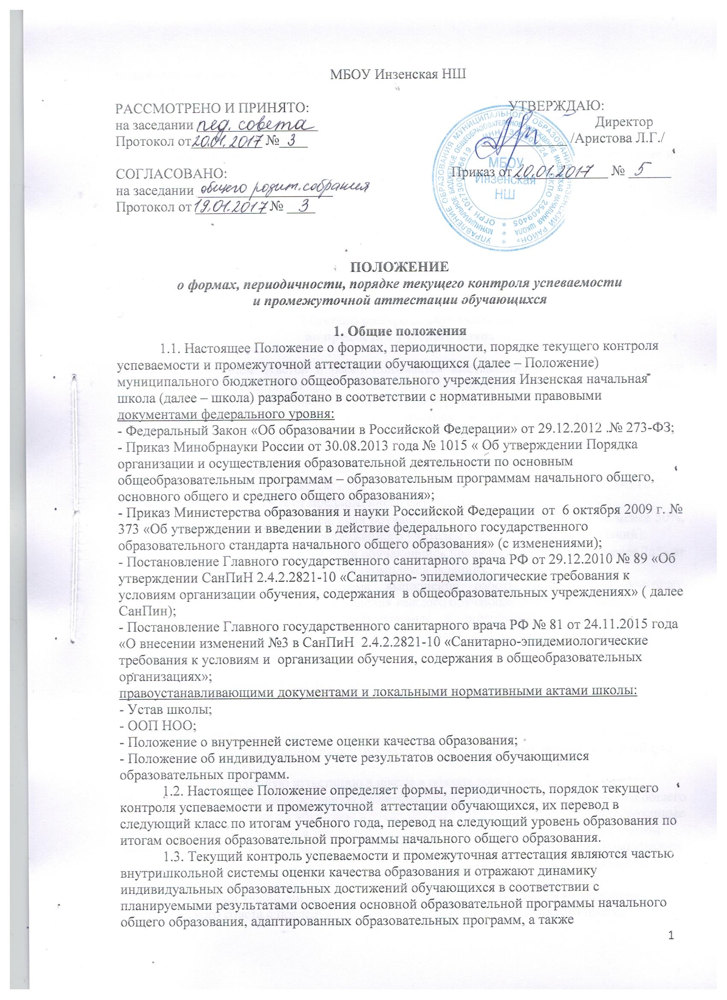 МБОУ Инзенская НШ
РАССМОТРЕНО И ПРИНЯТО:
на заседании пед. совета
Протокол от 20.01.2017 № 3
УТВЕРЖДАЮ:
Директор
/Аристова Л.Г./
Приказ от 20.01.2017 № 5
СОГЛАСОВАНО:
на заседании общего родит. собрания
Протокол от 19.01.2017 № 3
МБОУ
Инзенская
НШ
ПОЛОЖЕНИЕ
о формах, периодичности, порядке текущего контроля успеваемости
и промежуточной аттестации обучающихся
1. Общие положения
1.1. Настоящее Положение о формах, периодичности, порядке текущего контроля
успеваемости и промежуточной аттестации обучающихся (далее – Положение)
муниципального бюджетного общеобразовательного учреждения Инзенская начальная
школа (далее – школа) разработано в соответствии с нормативными правовыми
документами федерального уровня:
- Федеральный Закон «Об образовании в Российской Федерации» от 29.12.2012 .№ 273-ФЗ;
- Приказ Минобрнауки России от 30.08.2013 года № 1015 « Об утверждении Порядка
организации и осуществления образовательной деятельности по основным
общеобразовательным программам – образовательным программам начального общего,
основного общего и среднего общего образования»;
- Приказ Министерства образования и науки Российской Федерации от 6 октября 2009 г. №
373 «Об утверждении и введении в действие федерального государственного
образовательного стандарта начального общего образования» (с изменениями);
- Постановление Главного государственного санитарного врача РФ от 29.12.2010 № 89 «Об
утверждении СанПиН 2.4.2.2821-10 «Санитарно- эпидемиологические требования к
условиям организации обучения, содержания в общеобразовательных учреждениях» ( далее
СанПин);
- Постановление Главного государственного санитарного врача РФ № 81 от 24.11.2015 года
«О внесении изменений №3 в СанПиН 2.4.2.2821-10 «Санитарно-эпидемиологические
требования к условиям и организации обучения, содержания в общеобразовательных
организациях»;
правоустанавливающими документами и локальными нормативными актами школы:
- Устав школы;
- ООП НОО;
- Положение о внутренней системе оценки качества образования;
- Положение об индивидуальном учете результатов освоения обучающимися
образовательных программ.
1.2. Настоящее Положение определяет формы, периодичность, порядок текущего
контроля успеваемости и промежуточной аттестации обучающихся, их перевод в
следующий класс по итогам учебного года, перевод на следующий уровень образования по
итогам освоения образовательной программы начального общего образования.
1.3. Текущий контроль успеваемости и промежуточная аттестация являются частью
внутришкольной системы оценки качества образования и отражают динамику
индивидуальных образовательных достижений обучающихся в соответствии с
планируемыми результатами освоения основной образовательной программы начального
общего образования, адаптированных образовательных программ, а также
1